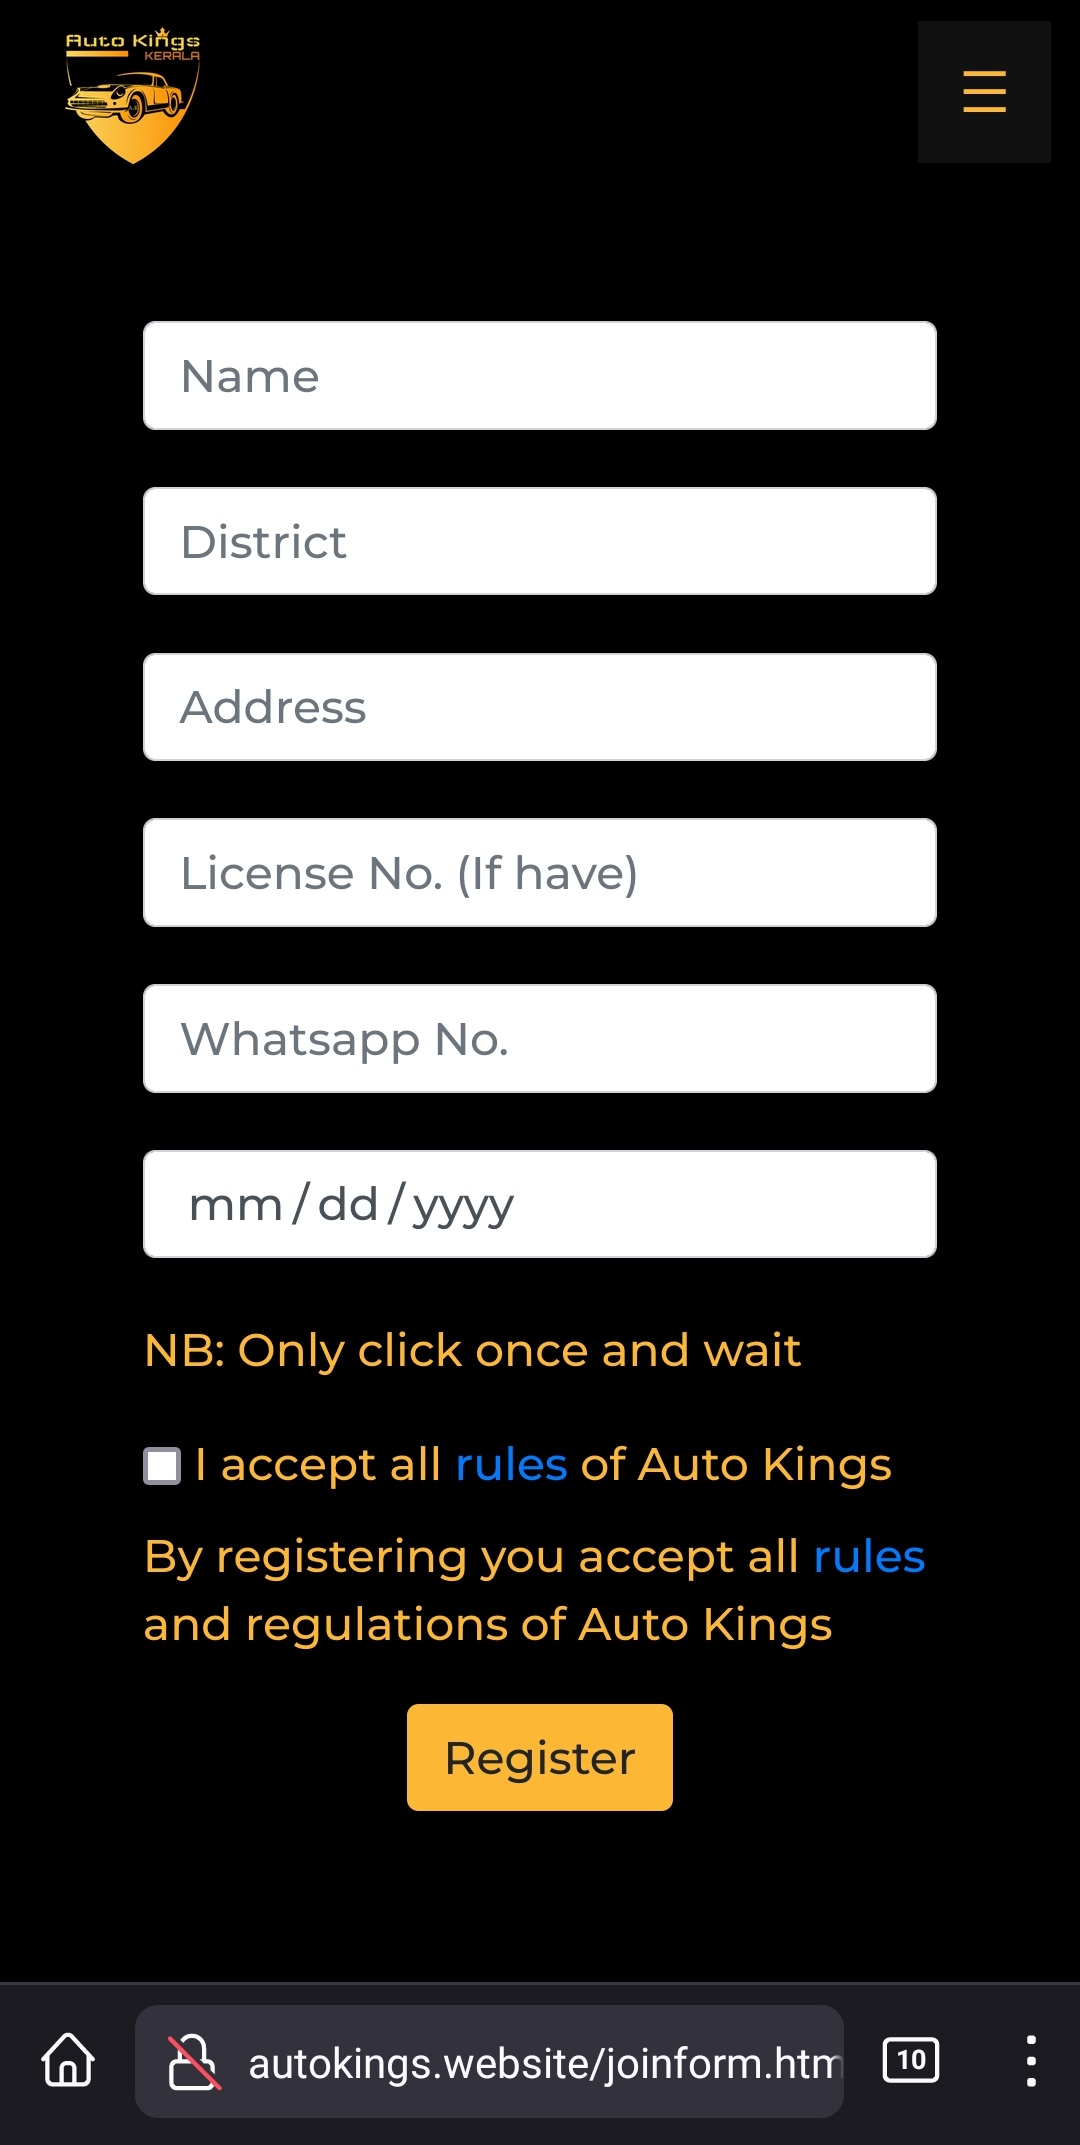 Auto Kings
KERALA
Name
District
Address
License No. (If have)
Whatsapp No.
mm / dd / yyyy
NB: Only click once and wait
I accept all rules of Auto Kings
By registering you accept all rules
and regulations of Auto Kings
Register
autokings.website/joinform.htm
10